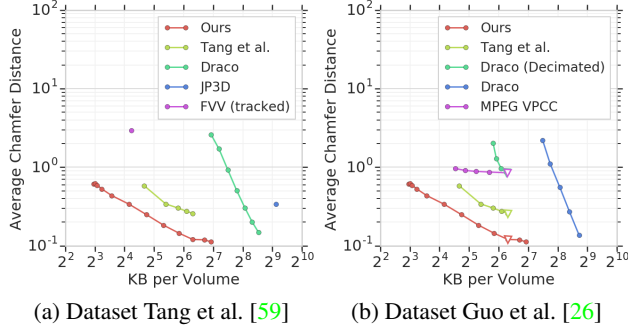 Average Chamfer Distance
10^2
10^1
10^0
10^-1
Ours
Tang et al.
Draco
JP3D
FVV (tracked)
2^2 2^3 2^4 2^5 2^6 2^7 2^8 2^9 2^10
KB per Volume
(a) Dataset Tang et al. [59]
Average Chamfer Distance
10^2
10^1
10^0
10^-1
Ours
Tang et al.
Draco (Decimated)
Draco
MPEG VPCC
2^2 2^3 2^4 2^5 2^6 2^7 2^8 2^9 2^10
KB per Volume
(b) Dataset Guo et al. [26]